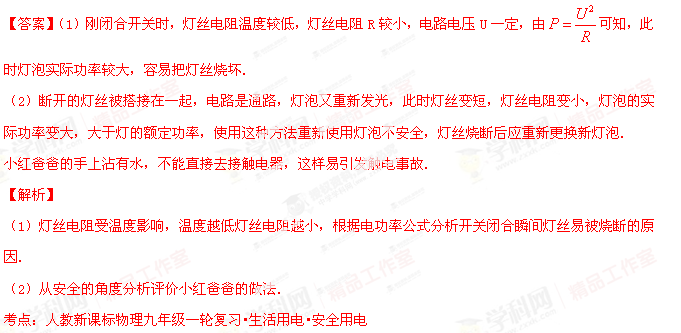 【答案】（1）刚闭合开关时，灯丝电阻温度较低，灯丝电阻 R 较小，电路电压 U 一定，由 P=U²/R 可知，此
时灯泡实际功率较大，容易把灯丝烧坏．
（2）断开的灯丝被搭接在一起，电路是通路，灯泡又重新发光，此时灯丝变短，灯丝电阻变小，灯泡的实
际功率变大，大于灯的额定功率，使用这种方法重新使用灯泡不安全，灯丝烧断后应重新更换新灯泡．
小红爸爸的手上沾有水，不能直接去接触电器，这样易引发触电事故．
【解析】
（1）灯丝电阻受温度影响，温度越低灯丝电阻越小，根据电功率公式分析开关闭合瞬间灯丝易被烧断的原
因．
（2）从安全的角度分析评价小红爸爸的做法．
考点：人教新课标物理九年级一轮复习•生活用电•安全用电